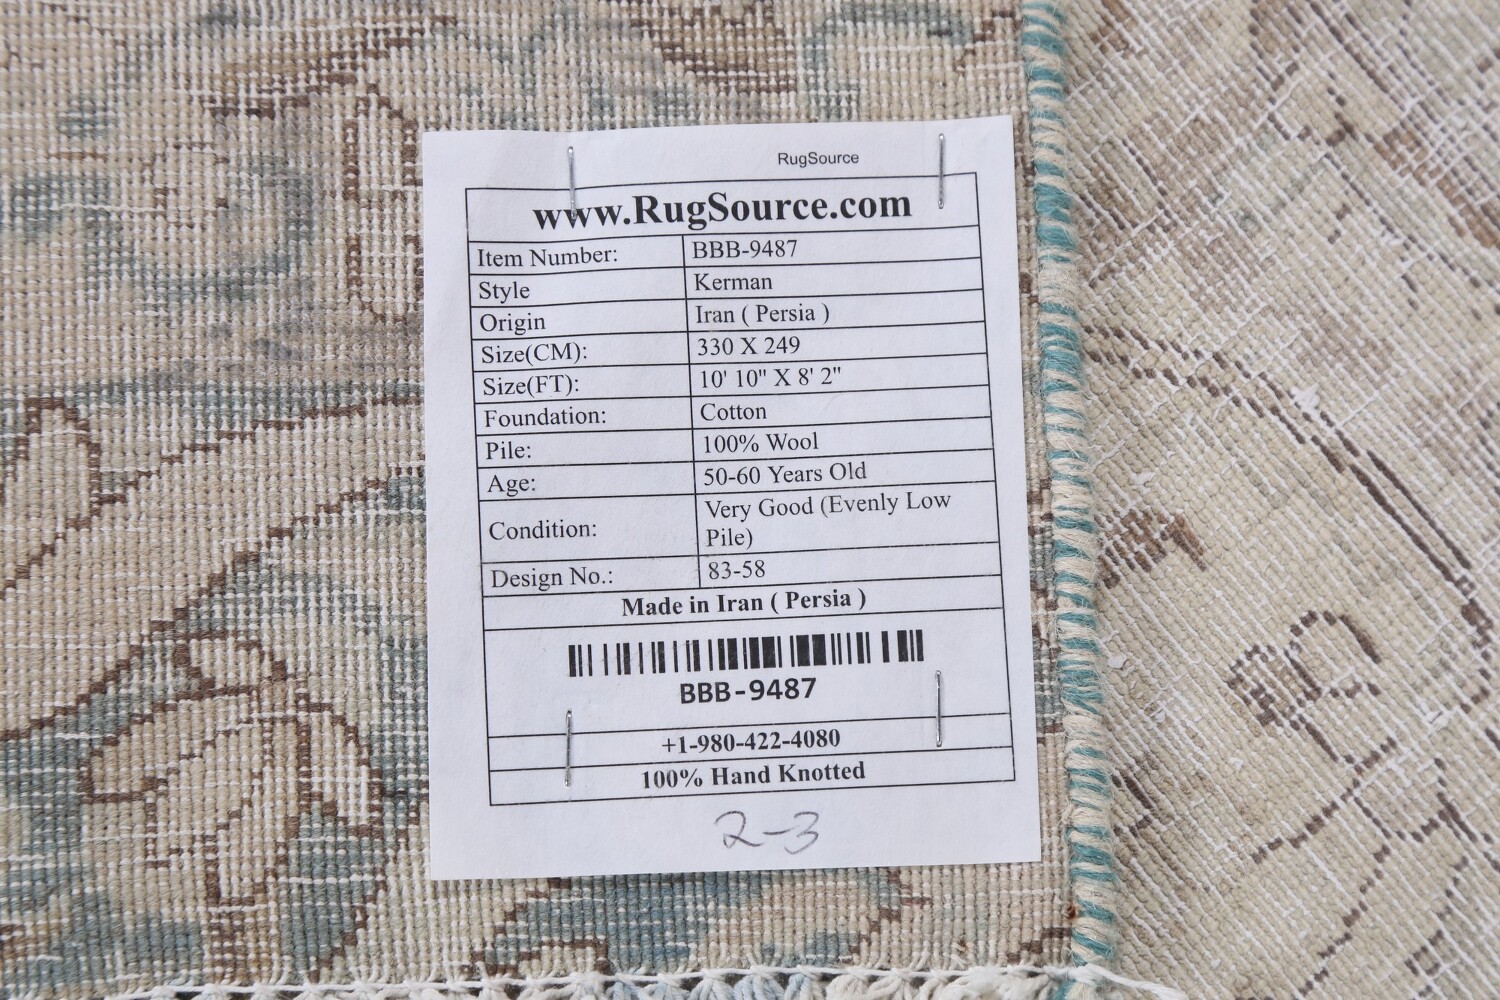 RugSource
www.RugSource.com
Item Number: BBB-9487
Style Kerman
Origin Iran ( Persia )
Size(CM): 330 X 249
Size(FT): 10' 10" X 8' 2"
Foundation: Cotton
Pile: 100% Wool
Age: 50-60 Years Old
Condition: Very Good (Evenly Low
Pile)
Design No.: 83-58
Made in Iran ( Persia )
BBB-9487
+1-980-422-4080
100% Hand Knotted
2-3